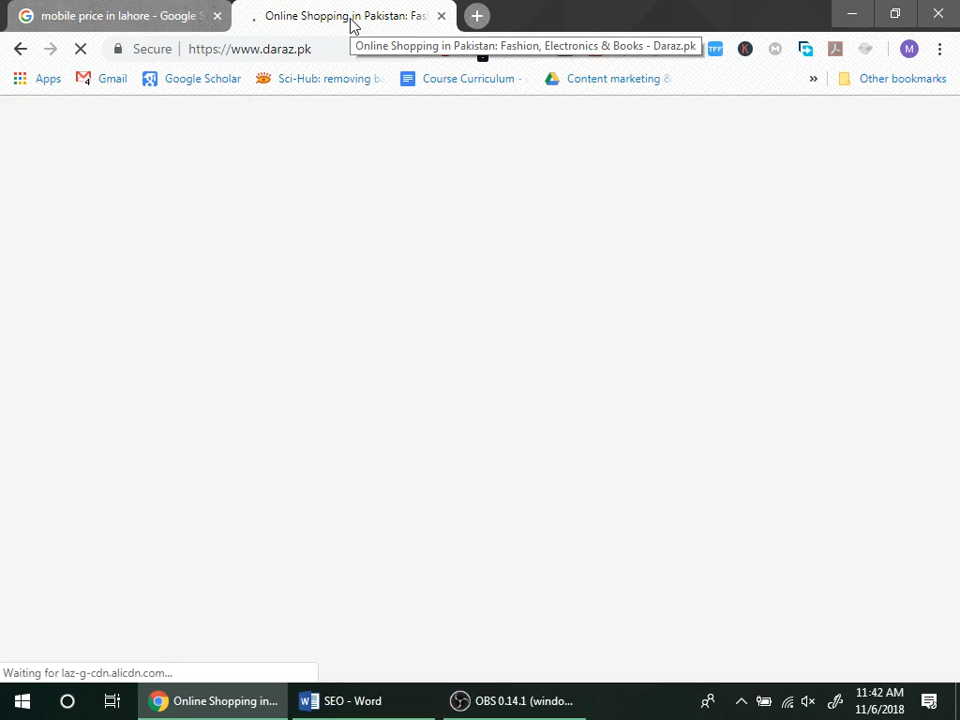 mobile price in lahore - Google S
Online Shopping in Pakistan: Fas
Secure
https://www.daraz.pk
Online Shopping in Pakistan: Fashion, Electronics & Books - Daraz.pk
TFF
K
M
M
Apps
4
Gmail
Google Scholar
Sci-Hub: removing ba
Course Curriculum - 
Content marketing &
»
Other bookmarks
Waiting for laz-g-cdn.alicdn.com...
Online Shopping in...
SEO - Word
OBS 0.14.1 (windo...
11:42 AM
11/6/2018